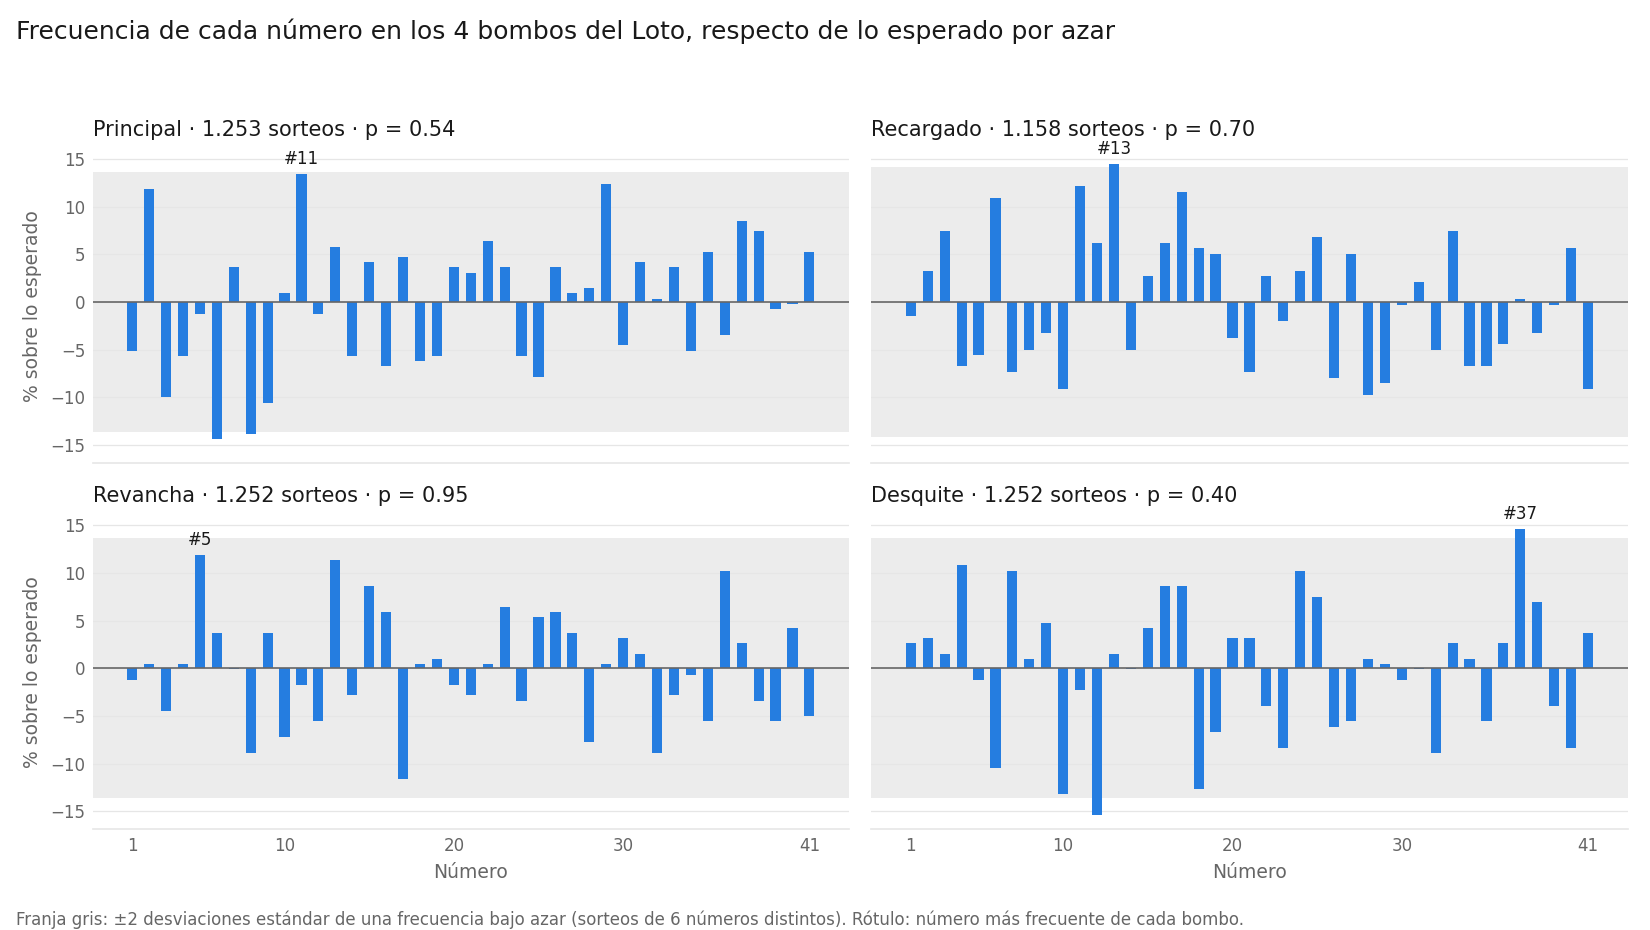 Frecuencia de cada número en los 4 bombos del Loto, respecto de lo esperado por azar
Principal · 1.253 sorteos · p = 0.54
#11
15
10
5
0
−5
−10
−15
% sobre lo esperado
Recargado · 1.158 sorteos · p = 0.70
#13
Revancha · 1.252 sorteos · p = 0.95
#5
15
10
5
0
−5
−10
−15
% sobre lo esperado
1 10 20 30 41
Número
Desquite · 1.252 sorteos · p = 0.40
#37
1 10 20 30 41
Número
Franja gris: ±2 desviaciones estándar de una frecuencia bajo azar (sorteos de 6 números distintos). Rótulo: número más frecuente de cada bombo.